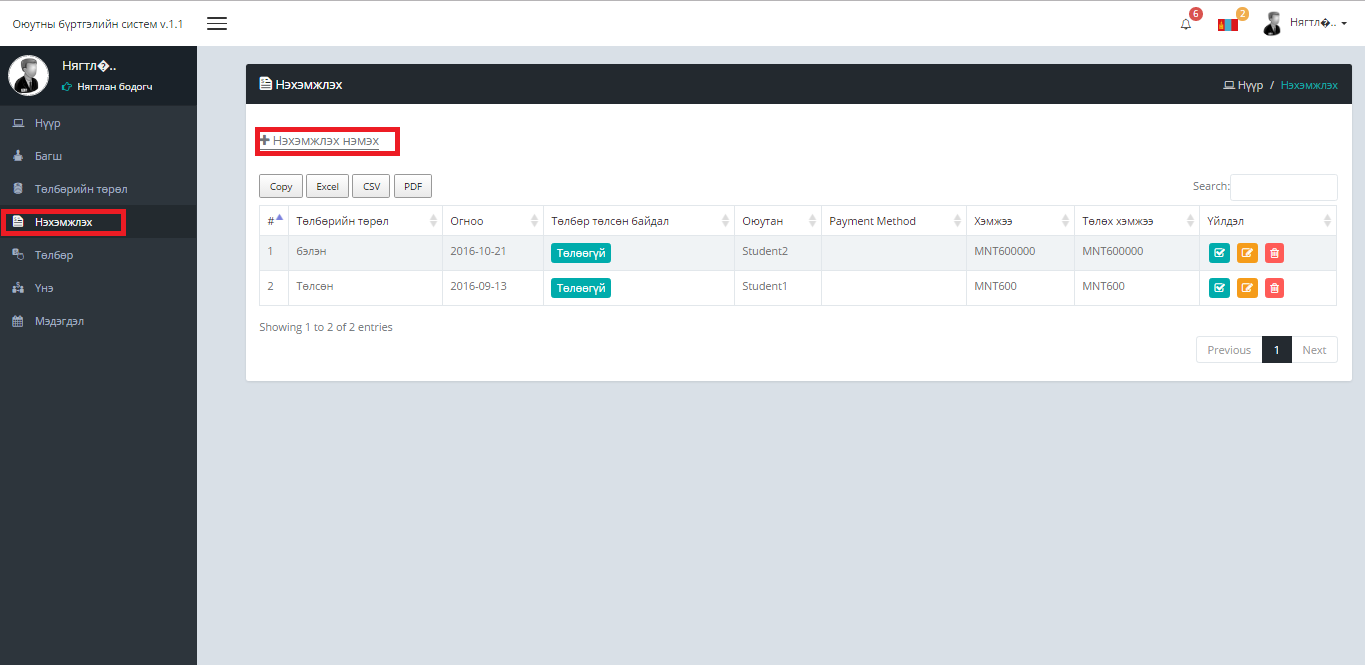 Оюутны бүртгэлийн систем v.1.1
6
2
Нягтл�..
Нягтл�..
Нягтлан бодогч
Нүүр
Багш
Төлбөрийн төрөл
Нэхэмжлэх
Төлбөр
Үнэ
Мэдэгдэл
Нэхэмжлэх
Нүүр / Нэхэмжлэх
Нэхэмжлэх нэмэх
Copy Excel CSV PDF
Search:
# Төлбөрийн төрөл Огноо Төлбөр төлсөн байдал Оюутан Payment Method Хэмжээ Төлөх хэмжээ Үйлдэл
1 бэлэн 2016-10-21 Төлөөгүй Student2 MNT600000 MNT600000
2 Төлсөн 2016-09-13 Төлөөгүй Student1 MNT600 MNT600
Showing 1 to 2 of 2 entries
Previous 1 Next